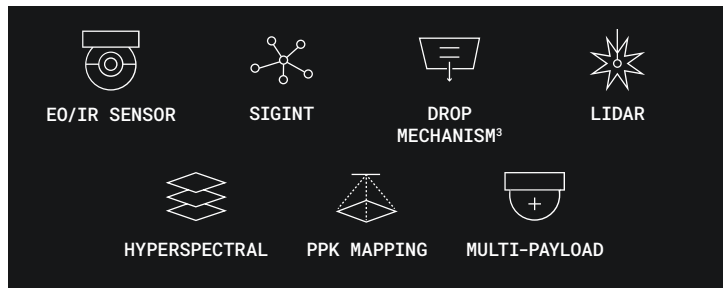 EO/IR SENSOR
SIGINT
DROP
MECHANISM³
LIDAR
HYPERSPECTRAL
PPK MAPPING
MULTI-PAYLOAD